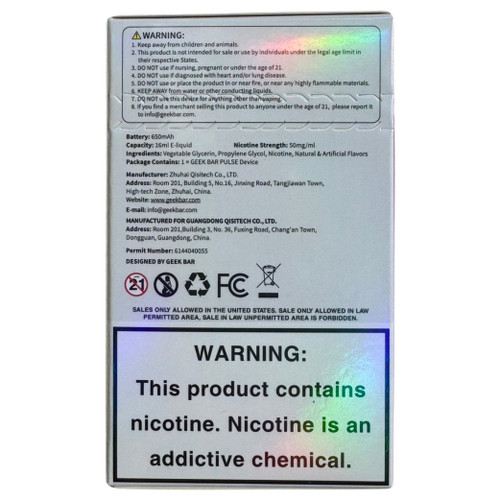 WARNING:
1. Keep away from children and animals.
2. This product is not intended for sale or use by individuals under the legal age limit in
their respective States.
3. DO NOT use if nursing, pregnant or under the age of 21.
4. DO NOT use if diagnosed with heart and/or lung disease.
5. DO NOT use or place the product in or near fire, or near any highly flammable materials.
6. KEEP AWAY from water or other conducting liquids.
7. DO NOT use this device for anything other than vaping.
8. If you find a merchant selling this product to anyone under the age of 21, please report it
to info@geekbar.com
Battery: 650mAh
Capacity: 16ml E-liquid Nicotine Strength: 50mg/ml
Ingredients: Vegetable Glycerin, Propylene Glycol, Nicotine, Natural & Artificial Flavors
Package Contains: 1 × GEEK BAR PULSE Device
Manufacturer: Zhuhai Qisitech Co., Ltd.
Address: Room 201, Building 5, No.16, Jinxing Road, Tangjiawan Town,
High-tech Zone, Zhuhai, China.
Website: www.geekbar.com
E-mail: info@geekbar.com
MANUFACTURED FOR GUANGDONG QISITECH CO., LTD.
Address: Room 201,Building 3, No. 36, Fuxing Road, Chang'an Town,
Dongguan, Guangdong, China.
Permit Number: 6144040055
DESIGNED BY GEEK BAR
21 FC
SALES ONLY ALLOWED IN THE UNITED STATES. SALE ONLY ALLOWED IN LAW
PERMITTED AREA, SALE IN LAW UNPERMITTED AREA IS FORBIDDEN.
WARNING:
This product contains
nicotine. Nicotine is an
addictive chemical.